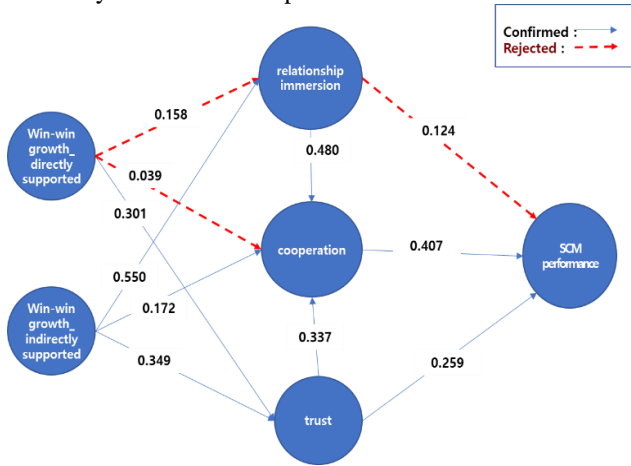 Confirmed :
Rejected :
relationship
immersion
0.158
0.124
Win-win
growth_
directly
supported
0.480
0.039
0.301
cooperation
0.407
SCM
performance
0.550
0.172
Win-win
growth_
indirectly
supported
0.337
0.349
0.259
trust